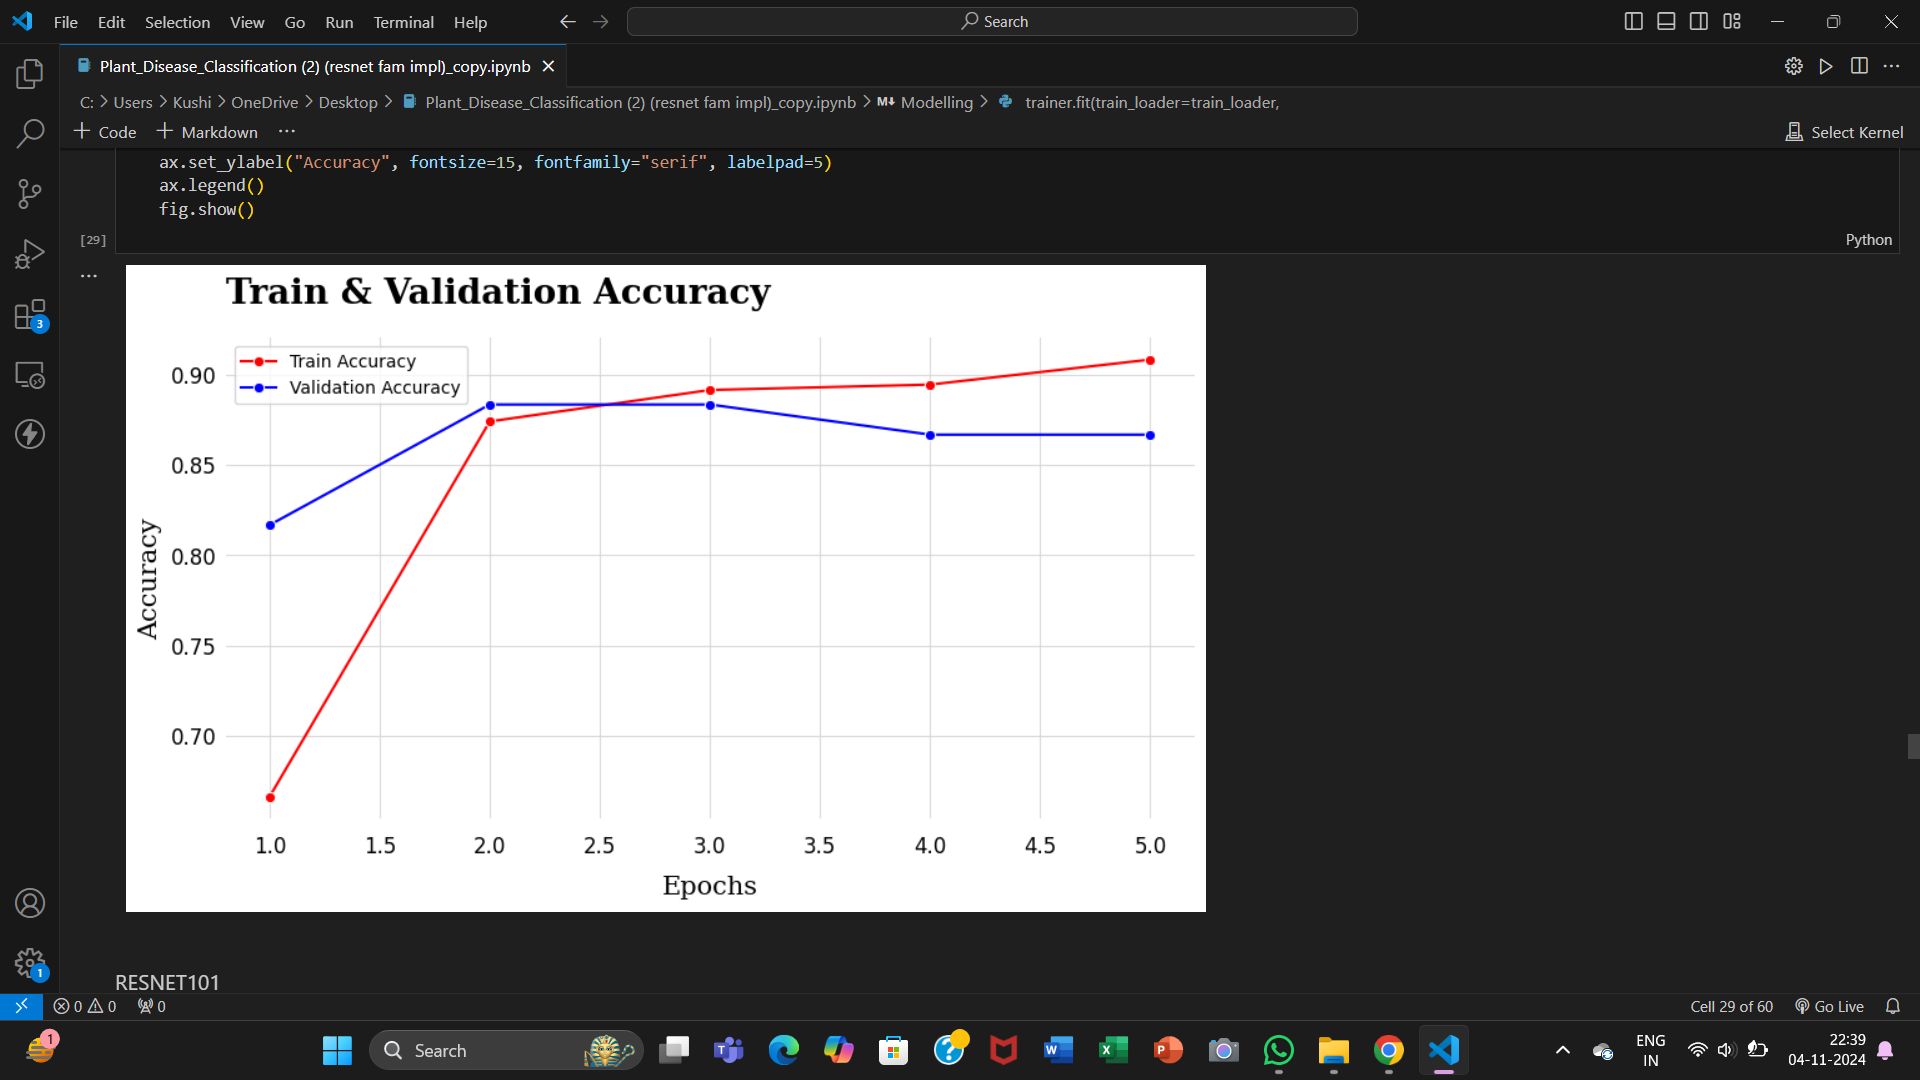 File Edit Selection View Go Run Terminal Help
Search
Plant_Disease_Classification (2) (resnet fam impl)_copy.ipynb
C: > Users > Kushi > OneDrive > Desktop > Plant_Disease_Classification (2) (resnet fam impl)_copy.ipynb > M↓ Modelling > trainer.fit(train_loader=train_loader,
+ Code + Markdown ...
Select Kernel
ax.set_ylabel("Accuracy", fontsize=15, fontfamily="serif", labelpad=5)
ax.legend()
fig.show()
[29]
Python
...
Train & Validation Accuracy
Train Accuracy
Validation Accuracy
0.90
0.85
0.80
0.75
0.70
Accuracy
1.0 1.5 2.0 2.5 3.0 3.5 4.0 4.5 5.0
Epochs
3
1
RESNET101
0 0 0
Cell 29 of 60
Go Live
1
Search
ENG
IN
22:39
04-11-2024